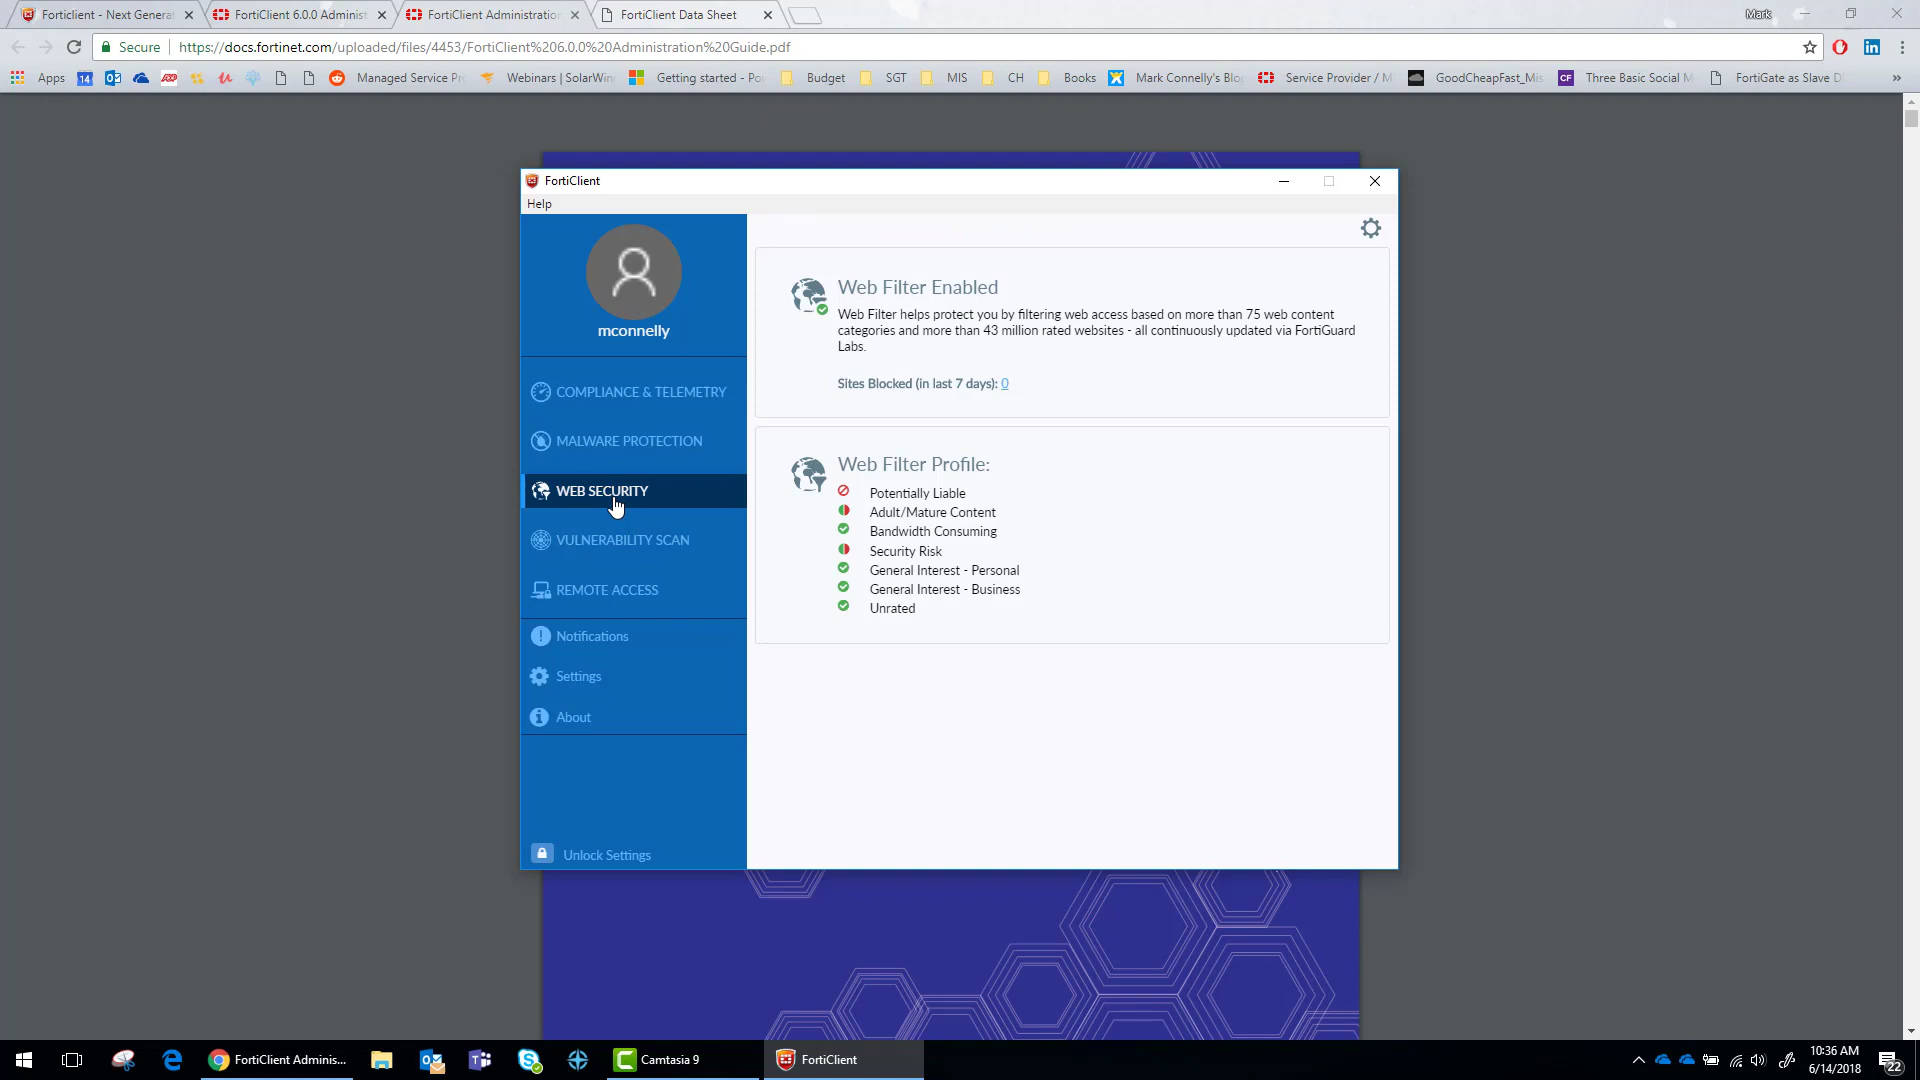 Forticlient - Next Generat
FortiClient 6.0.0 Administ
FortiClient Administration
FortiClient Data Sheet
Mark
Secure
https://docs.fortinet.com/uploaded/files/4453/FortiClient%206.0.0%20Administration%20Guide.pdf
Apps
14
Managed Service Pr
Webinars | SolarWin
Getting started - Po
Budget
SGT
MIS
CH
Books
Mark Connelly's Blo
Service Provider / M
GoodCheapFast_Mis
CF
Three Basic Social M
FortiGate as Slave D
»
FortiClient
Help
mconnelly
COMPLIANCE & TELEMETRY
MALWARE PROTECTION
WEB SECURITY
VULNERABILITY SCAN
REMOTE ACCESS
Notifications
Settings
About
Unlock Settings
Web Filter Enabled
Web Filter helps protect you by filtering web access based on more than 75 web content
categories and more than 43 million rated websites - all continuously updated via FortiGuard
Labs.
Sites Blocked (in last 7 days): 0
Web Filter Profile:
Potentially Liable
Adult/Mature Content
Bandwidth Consuming
Security Risk
General Interest - Personal
General Interest - Business
Unrated
FortiClient Adminis...
Camtasia 9
FortiClient
10:36 AM
6/14/2018
22